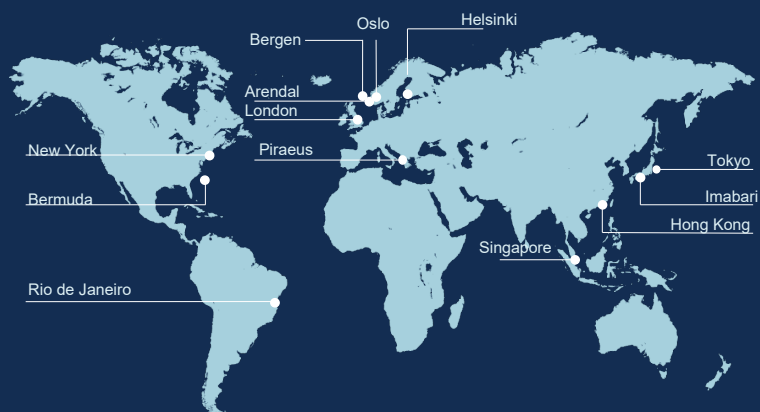 Oslo
Helsinki
Bergen
Arendal
London
New York
Piraeus
Tokyo
Bermuda
Imabari
Hong Kong
Singapore
Rio de Janeiro